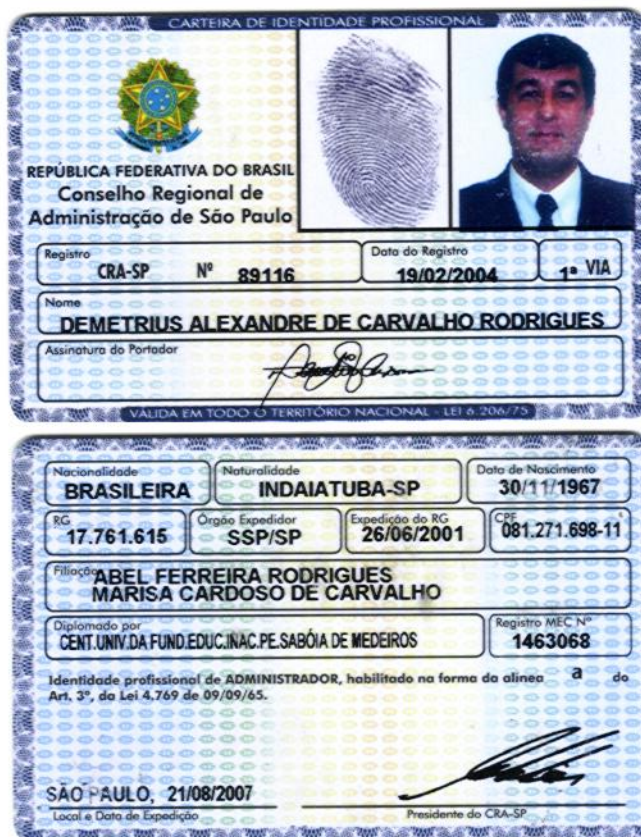 CARTEIRA DE IDENTIDADE PROFISSIONAL
REPÚBLICA FEDERATIVA DO BRASIL
Conselho Regional de
Administração de São Paulo
Registro
CRA-SP Nº 89116
Data do Registro
19/02/2004
1ª VIA
Nome
DEMETRIUS ALEXANDRE DE CARVALHO RODRIGUES
Assinatura do Portador
VÁLIDA EM TODO O TERRITÓRIO NACIONAL - LEI 6.206/75
Nacionalidade
BRASILEIRA
Naturalidade
INDAIATUBA-SP
Data de Nascimento
30/11/1967
RG
17.761.615
Órgão Expedidor
SSP/SP
Expedição do RG
26/06/2001
CPF
081.271.698-11
Filiação
ABEL FERREIRA RODRIGUES
MARISA CARDOSO DE CARVALHO
Diplomado por
CENT.UNIV.DA FUND.EDUC.INAC.PE.SABÓIA DE MEDEIROS
Registro MEC Nº
1463068
Identidade profissional de ADMINISTRADOR, habilitado na forma da alinea a do
Art. 3º, da Lei 4.769 de 09/09/65.
SÃO PAULO, 21/08/2007
Local e Data de Expedição
Presidente do CRA-SP